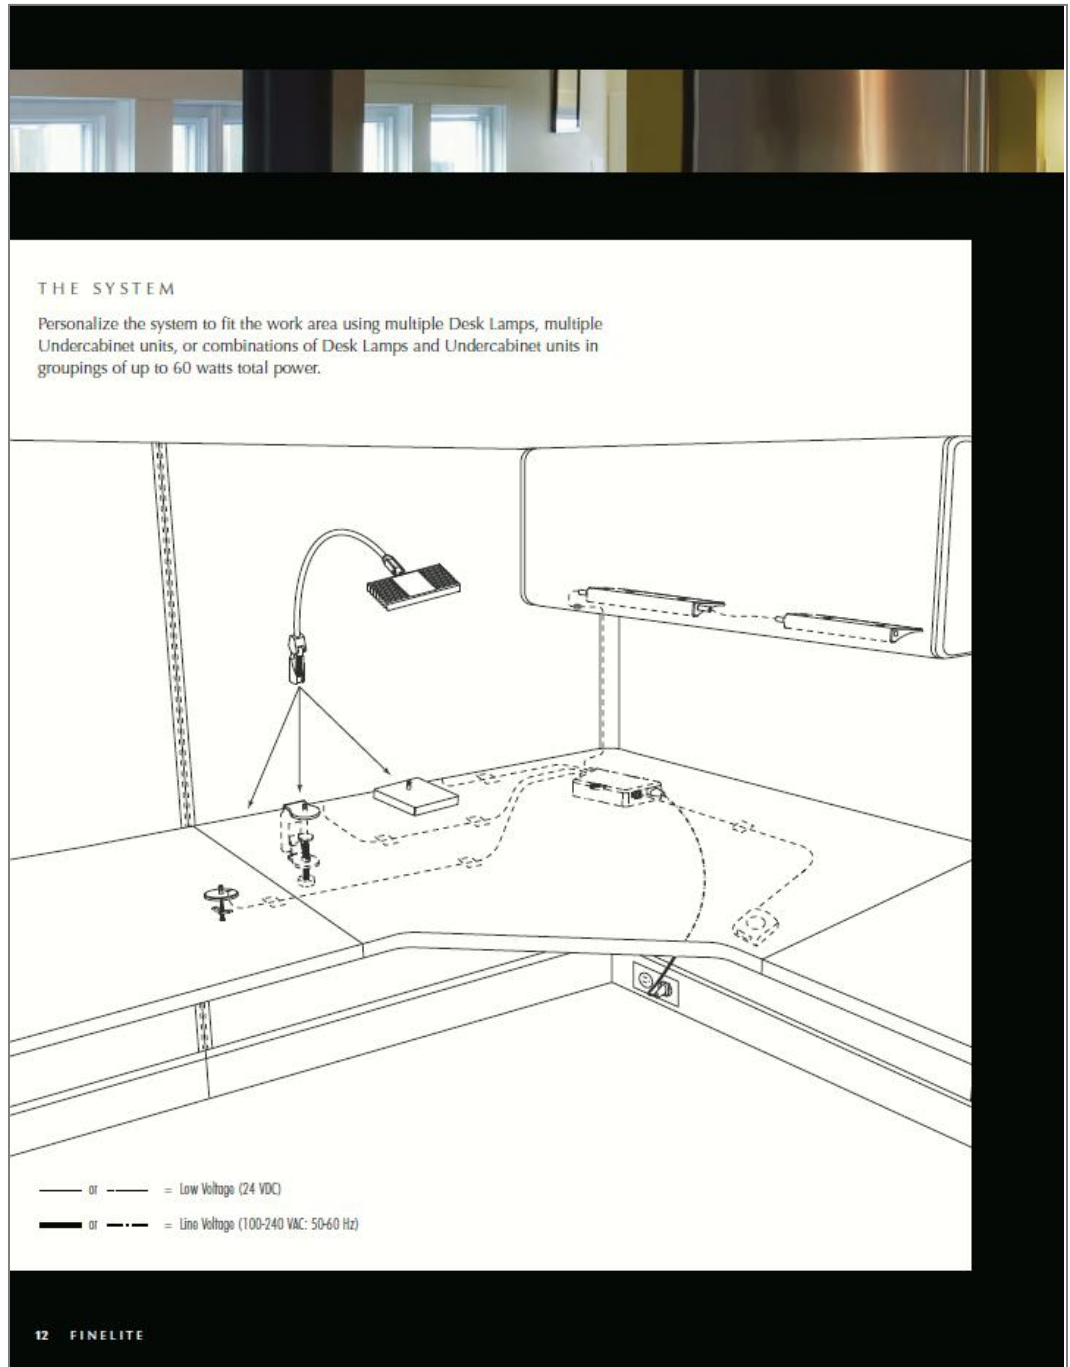 THE SYSTEM
Personalize the system to fit the work area using multiple Desk Lamps, multiple
Undercabinet units, or combinations of Desk Lamps and Undercabinet units in
groupings of up to 60 watts total power.
or = Low Voltage (24 VDC)
or = Line Voltage (100-240 VAC: 50-60 Hz)
12 FINELITE